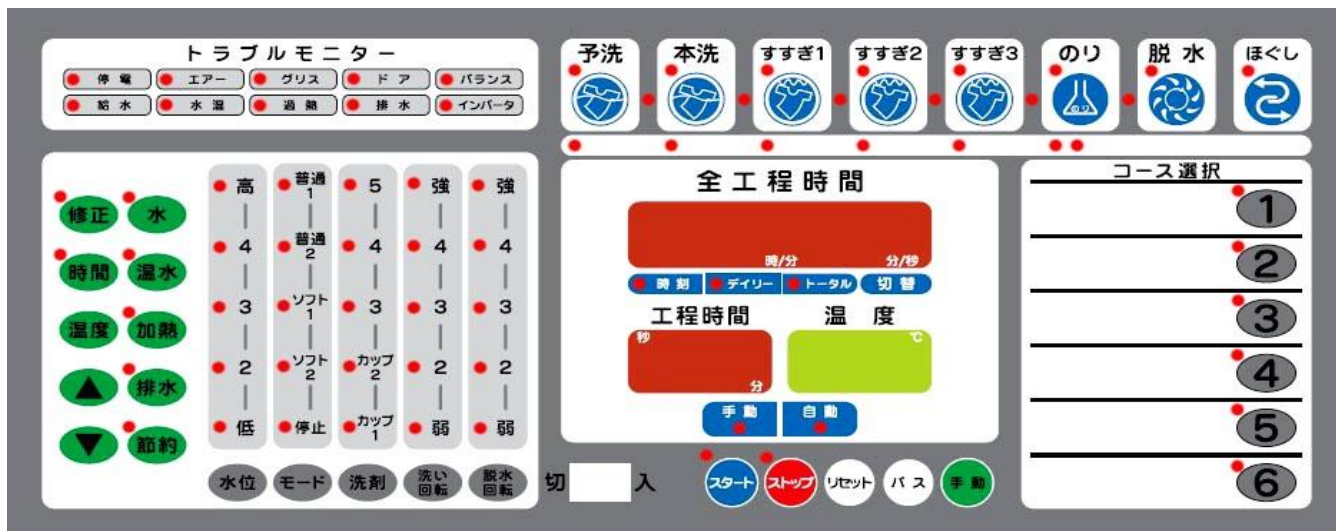 トラブルモニター
停電 エアー グリス ドア バランス
給水 水温 過熱 排水 インバータ
予洗 本洗 すすぎ1 すすぎ2 すすぎ3 のり 脱水 ほぐし
のり
修正 水
時間 温水
温度 加熱
▲ 排水
▼ 節約
高 普通1 5 強 強
4 普通2 4 4 4
3 ソフト1 3 3 3
2 ソフト2 カップ2 2 2
低 停止 カップ1 弱 弱
水位 モード 洗剤 洗い回転 脱水回転
全工程時間
時/分 分/秒
時刻 デイリー トータル 切替
工程時間 温度
秒 ℃
分
手動 自動
切 入 スタート ストップ リセット パス 手動
コース選択
1
2
3
4
5
6